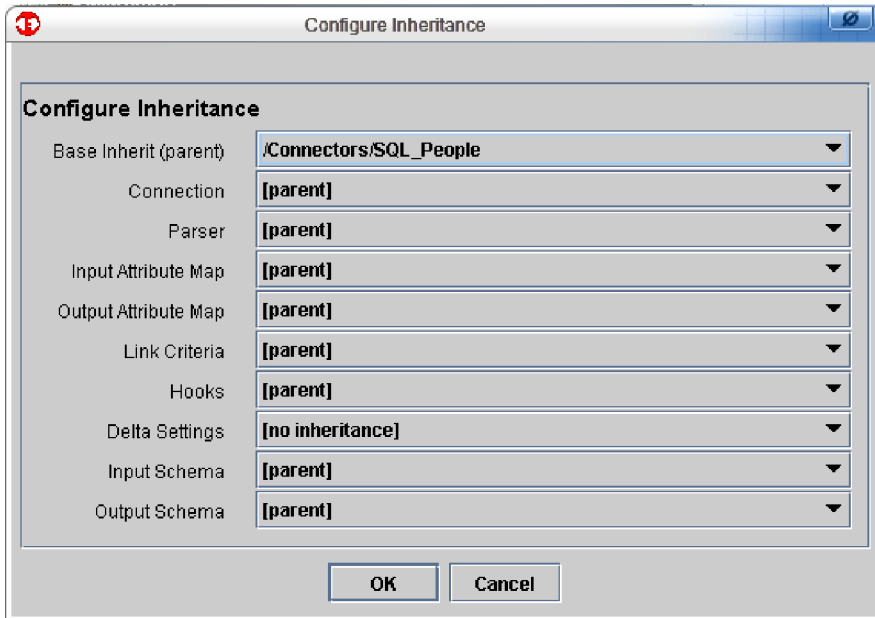 Configure Inheritance
Configure Inheritance
Base Inherit (parent) /Connectors/SQL_People
Connection [parent]
Parser [parent]
Input Attribute Map [parent]
Output Attribute Map [parent]
Link Criteria [parent]
Hooks [parent]
Delta Settings [no inheritance]
Input Schema [parent]
Output Schema [parent]
OK Cancel